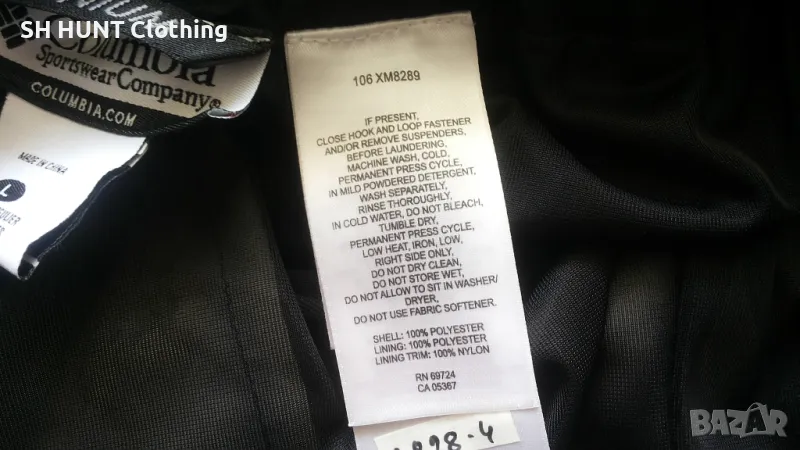 SH HUNT Clothing
TITANIUM
Columbia
Sportswear Company®
COLUMBIA.COM
MADE IN CHINA
L
106 XM8289
IF PRESENT,
CLOSE HOOK AND LOOP FASTENER
AND/OR REMOVE SUSPENDERS,
BEFORE LAUNDERING,
MACHINE WASH, COLD,
PERMANENT PRESS CYCLE,
IN MILD POWDERED DETERGENT,
WASH SEPARATELY,
RINSE THOROUGHLY,
IN COLD WATER, DO NOT BLEACH,
TUMBLE DRY,
PERMANENT PRESS CYCLE,
LOW HEAT, IRON, LOW,
RIGHT SIDE ONLY,
DO NOT DRY CLEAN,
DO NOT STORE WET,
DO NOT ALLOW TO SIT IN WASHER/
DRYER,
DO NOT USE FABRIC SOFTENER.
SHELL: 100% POLYESTER
LINING: 100% POLYESTER
LINING TRIM: 100% NYLON
RN 69724
CA 05367
998-4
BAZAR